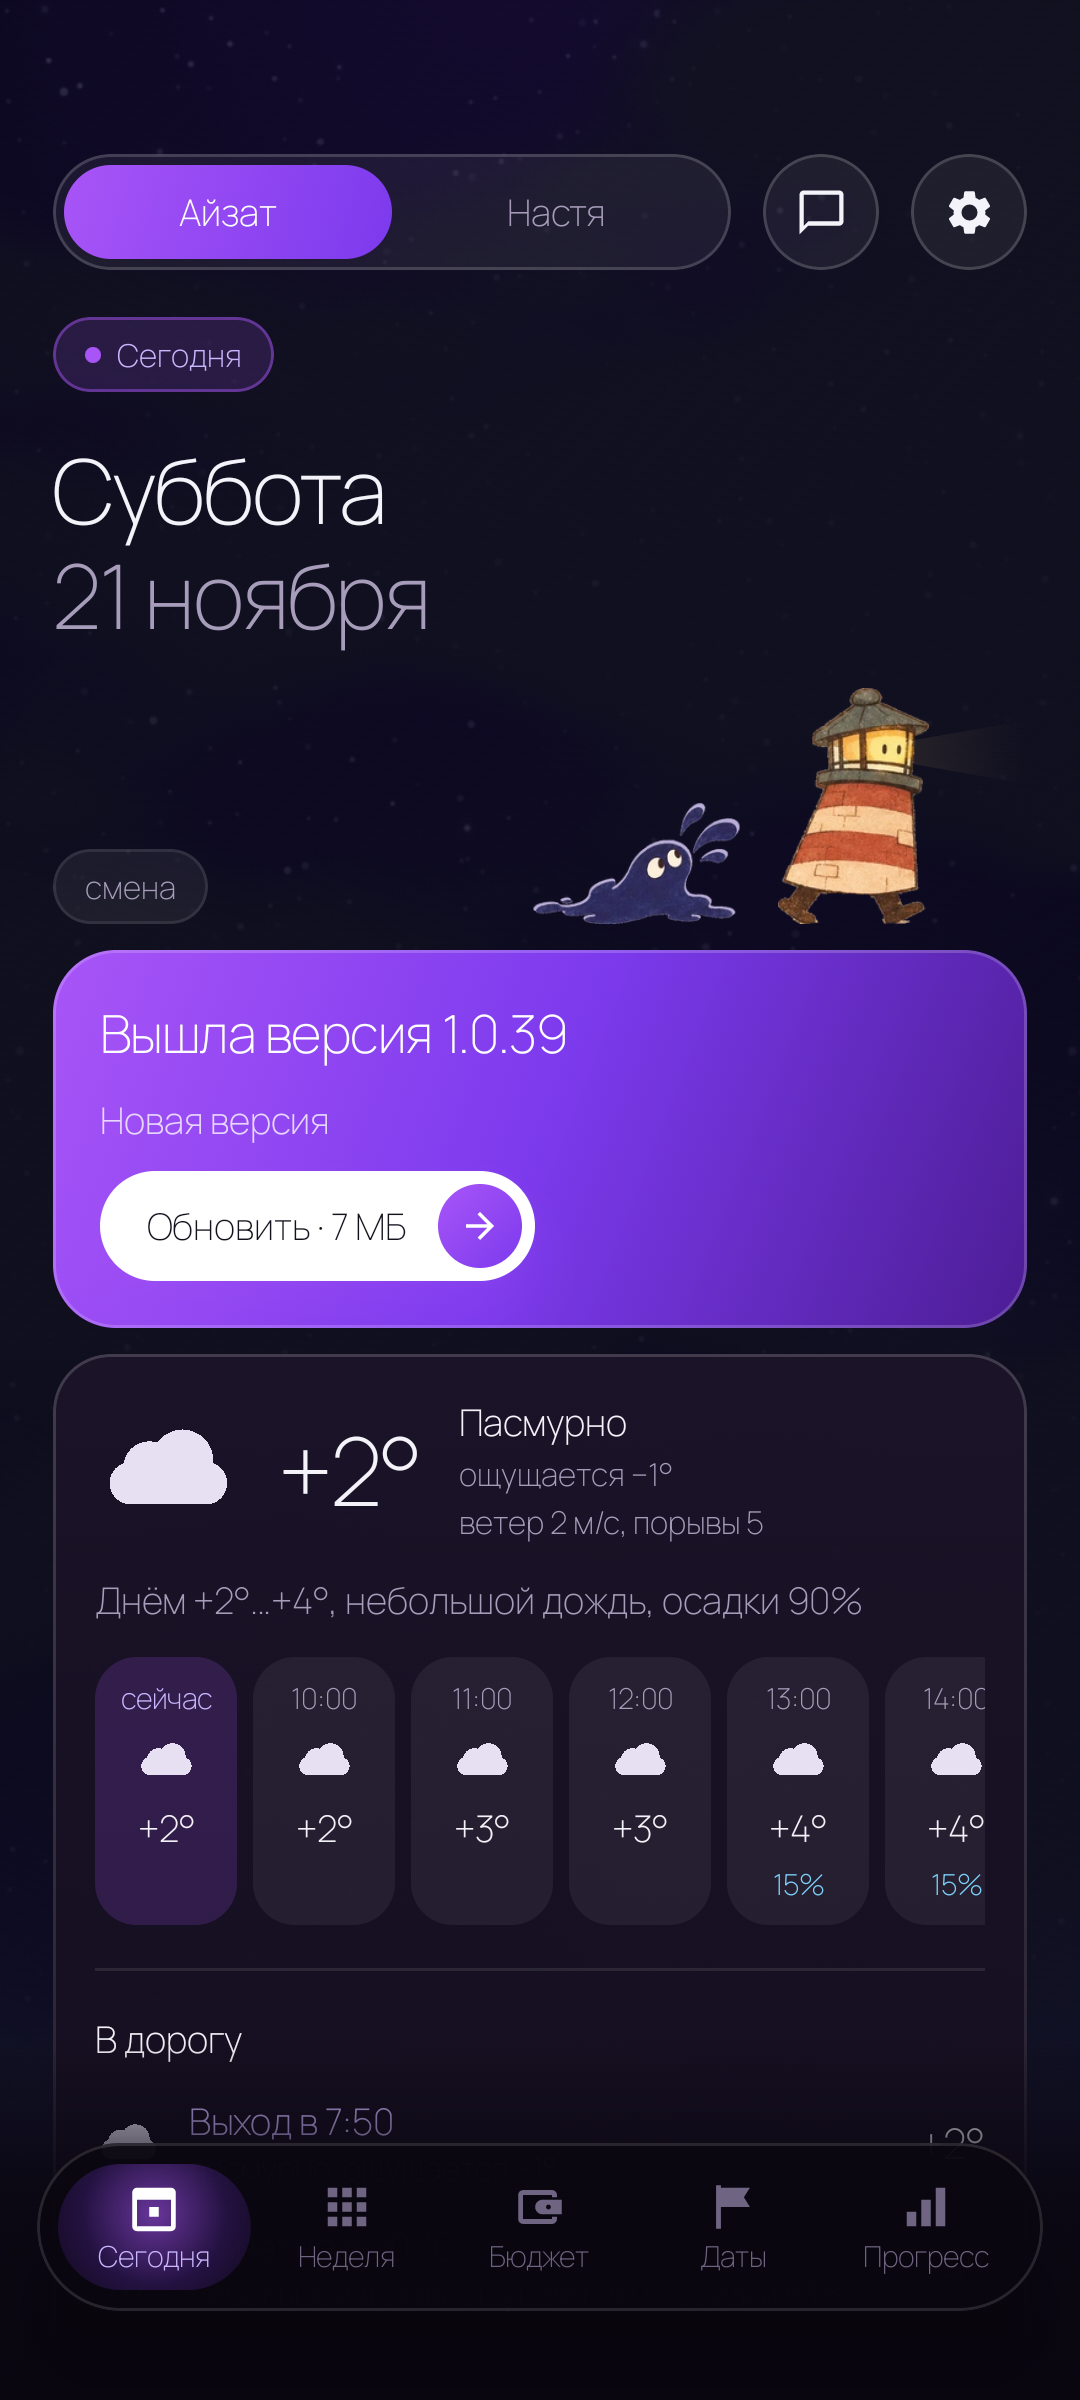 Айзат
Настя
Сегодня
Суббота
21 ноября
смена
Вышла версия 1.0.39
Новая версия
Обновить · 7 МБ
+2°
Пасмурно
ощущается −1°
ветер 2 м/с, порывы 5
Днём +2°…+4°, небольшой дождь, осадки 90%
сейчас 10:00 11:00 12:00 13:00 14:00
+2° +2° +3° +3° +4° +4°
15% 15%
В дорогу
Выход в 7:50
+2°
Сегодня Неделя Бюджет Даты Прогресс